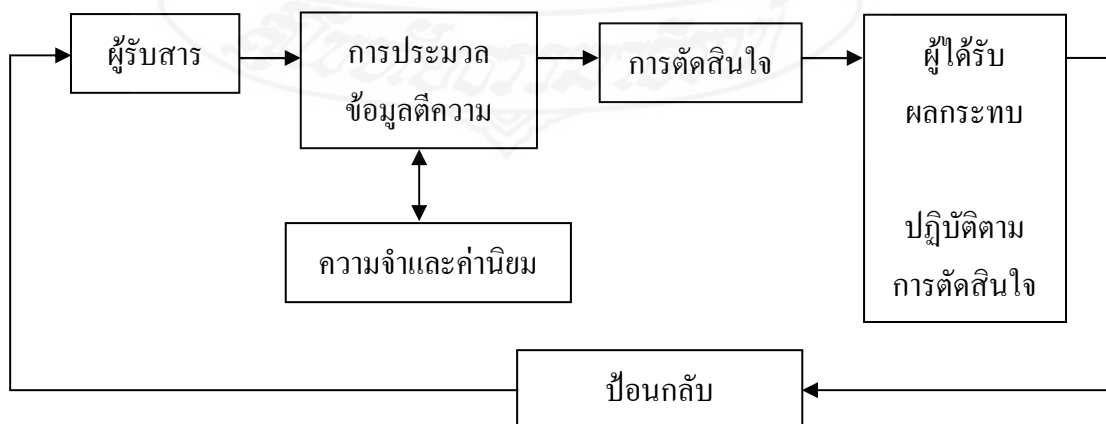 ผู้รับสาร
การประมวล
ข้อมูลตีความ
การตัดสินใจ
ผู้ได้รับ
ผลกระทบ
ปฏิบัติตาม
การตัดสินใจ
ความจำและค่านิยม
ป้อนกลับ